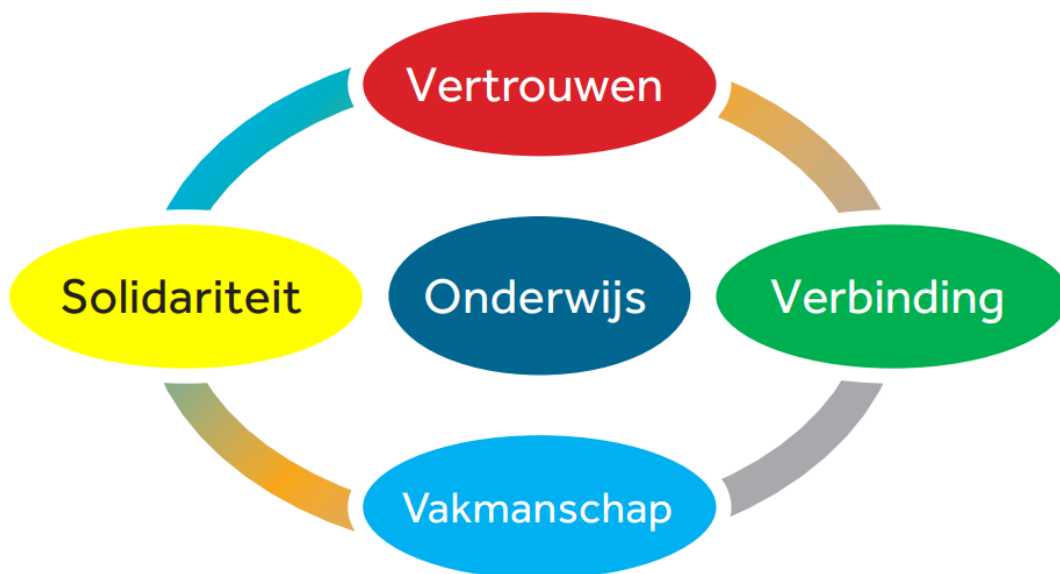 Vertrouwen
Solidariteit
Onderwijs
Verbinding
Vakmanschap